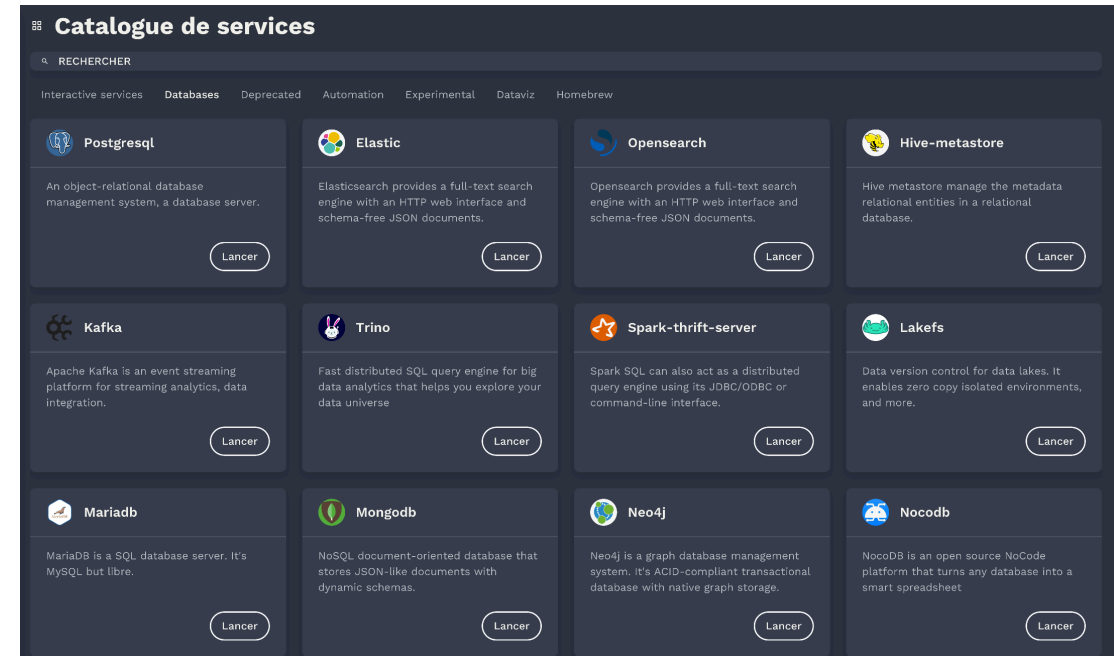 Catalogue de services
RECHERCHER
Interactive services Databases Deprecated Automation Experimental Dataviz Homebrew
Postgresql
An object-relational database
management system, a database server.
Lancer
Elastic
Elasticsearch provides a full-text search
engine with an HTTP web interface and
schema-free JSON documents.
Lancer
Opensearch
Opensearch provides a full-text search
engine with an HTTP web interface and
schema-free JSON documents.
Lancer
Hive-metastore
Hive metastore manage the metadata
relational entities in a relational
database.
Lancer
Kafka
Apache Kafka is an event streaming
platform for streaming analytics, data
integration.
Lancer
Trino
Fast distributed SQL query engine for big
data analytics that helps you explore your
data universe
Lancer
Spark-thrift-server
Spark SQL can also act as a distributed
query engine using its JDBC/ODBC or
command-line interface.
Lancer
Lakefs
Data version control for data lakes. It
enables zero copy isolated environments,
and more.
Lancer
Mariadb
MariaDB is a SQL database server. It's
MySQL but libre.
Lancer
Mongodb
NoSQL document-oriented database that
stores JSON-like documents with
dynamic schemas.
Lancer
Neo4j
Neo4j is a graph database management
system. It's ACID-compliant transactional
database with native graph storage.
Lancer
Nocodb
NocoDB is an open source NoCode
platform that turns any database into a
smart spreadsheet
Lancer